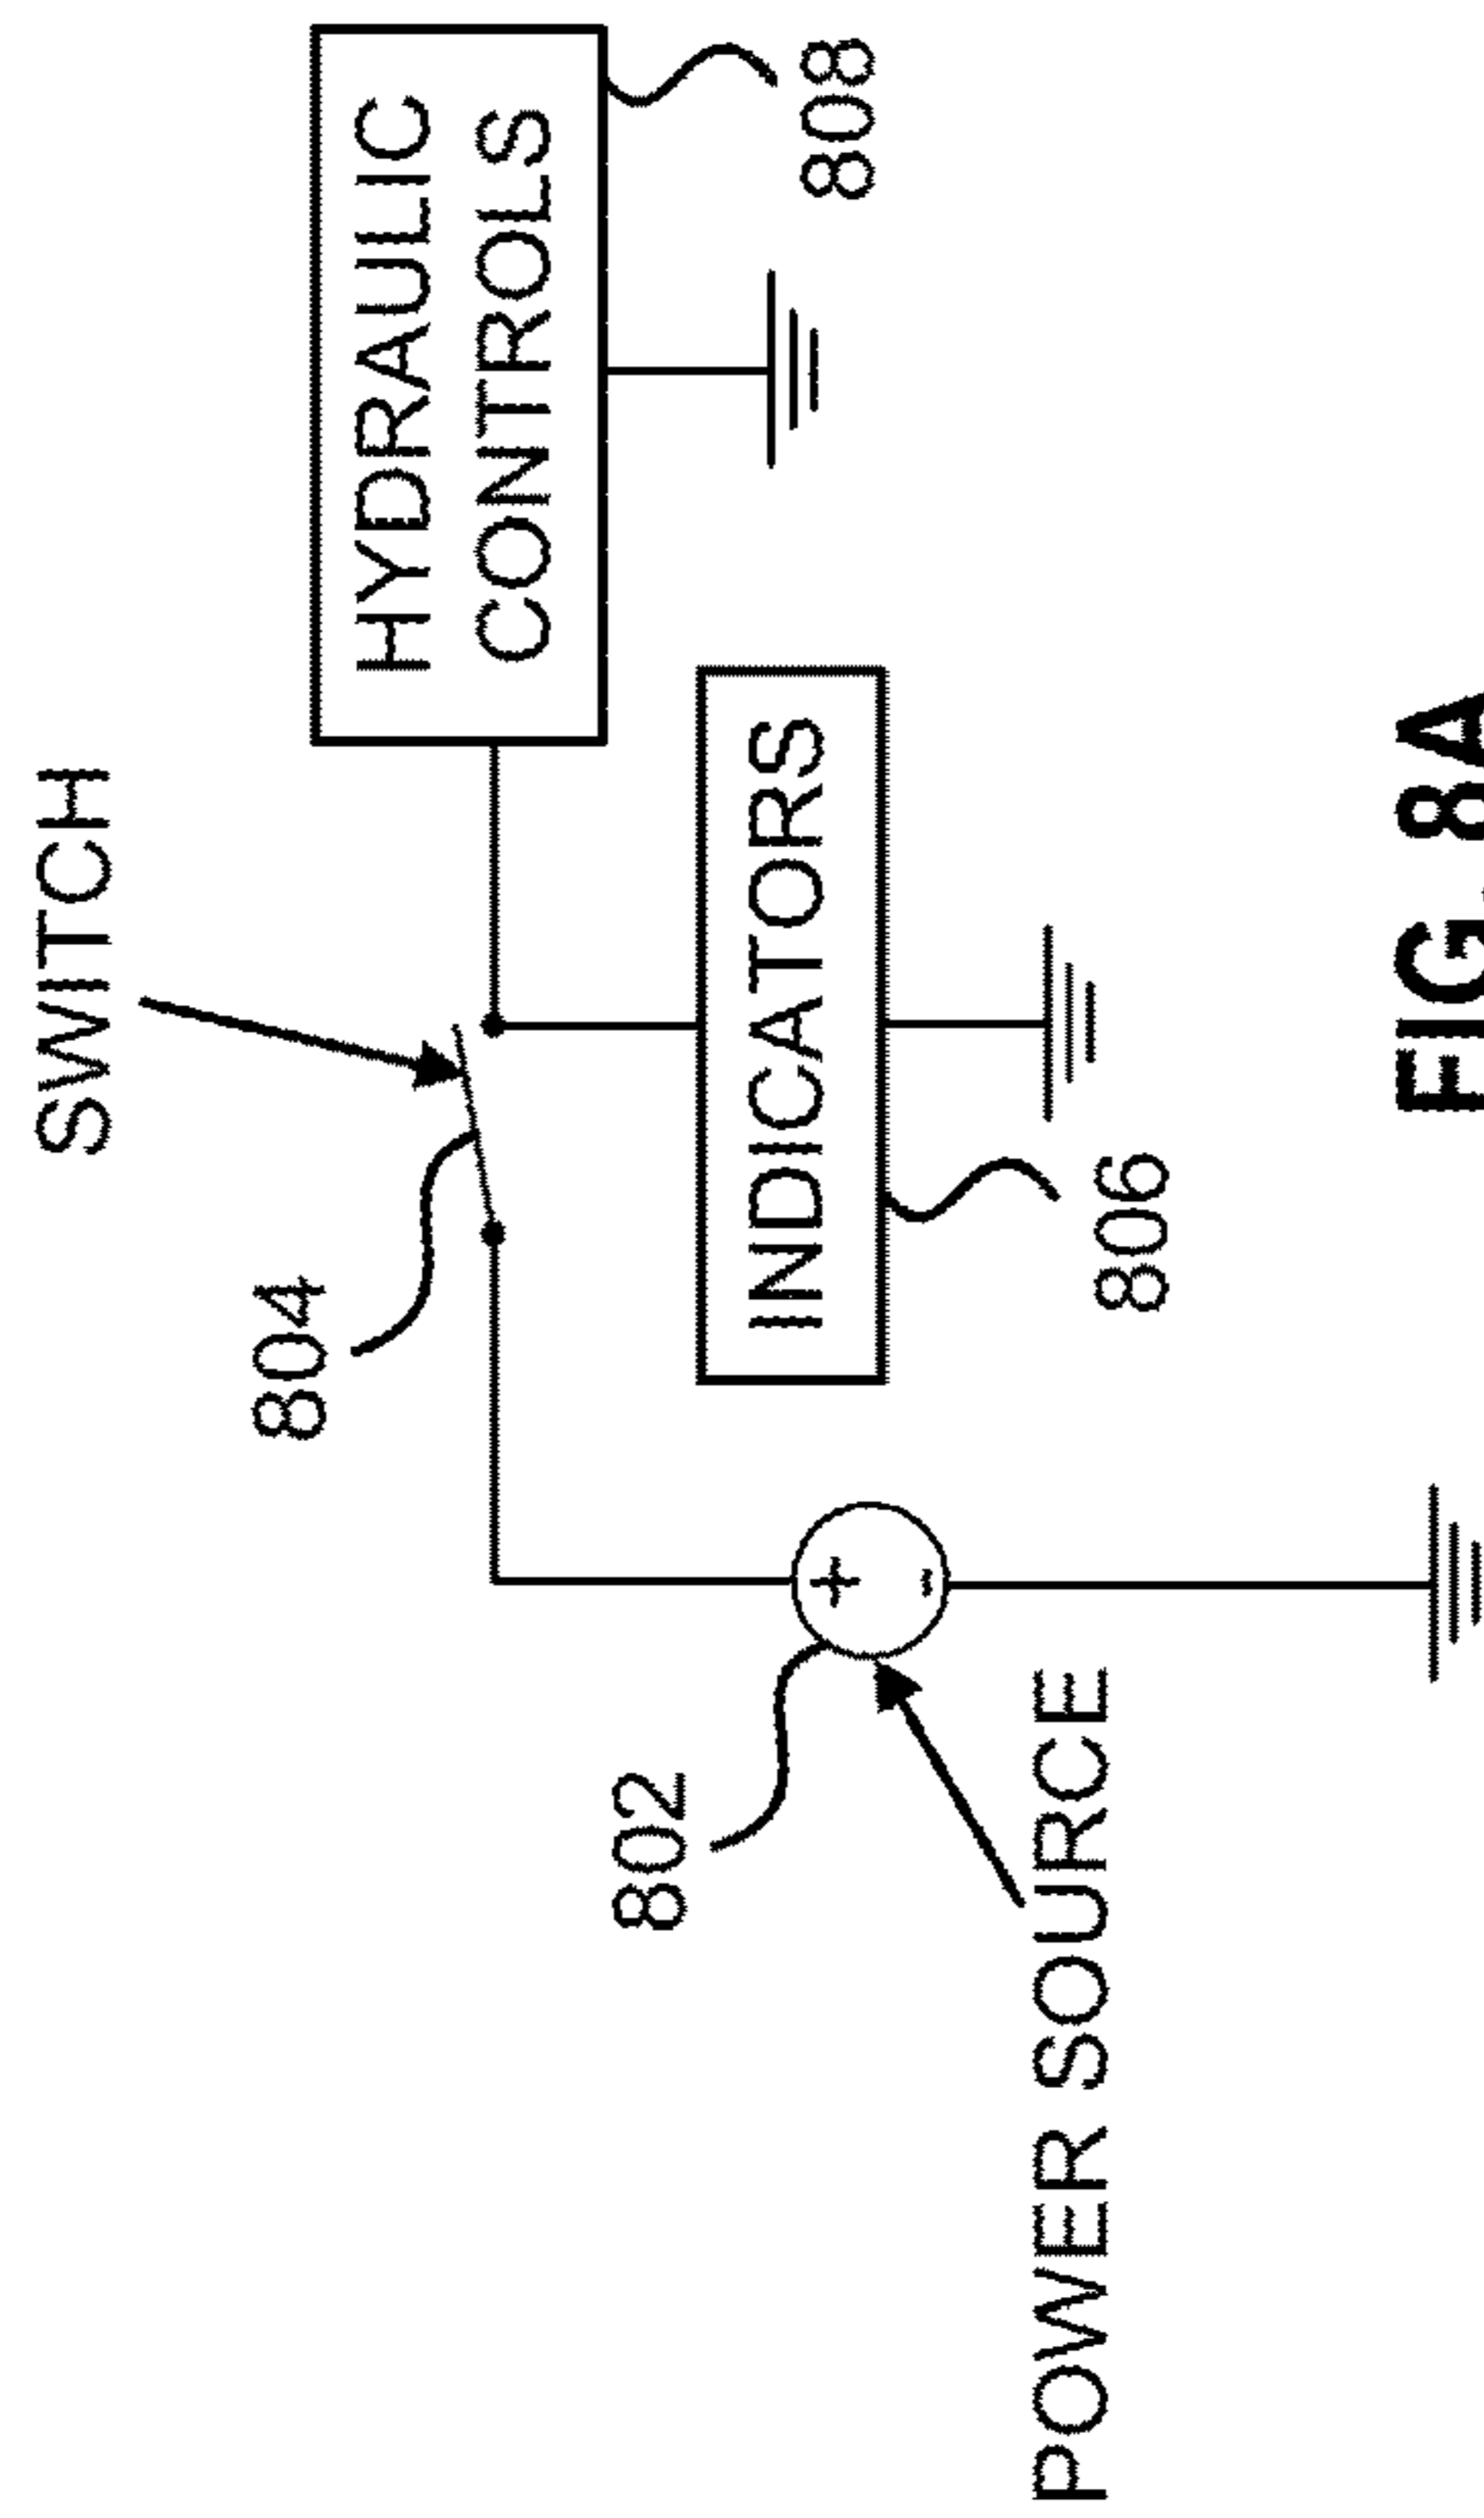 SWITCH
804
HYDRAULIC
CONTROLS
802
+
-
INDICATORS
808
POWER SOURCE
806
FIG. 8A